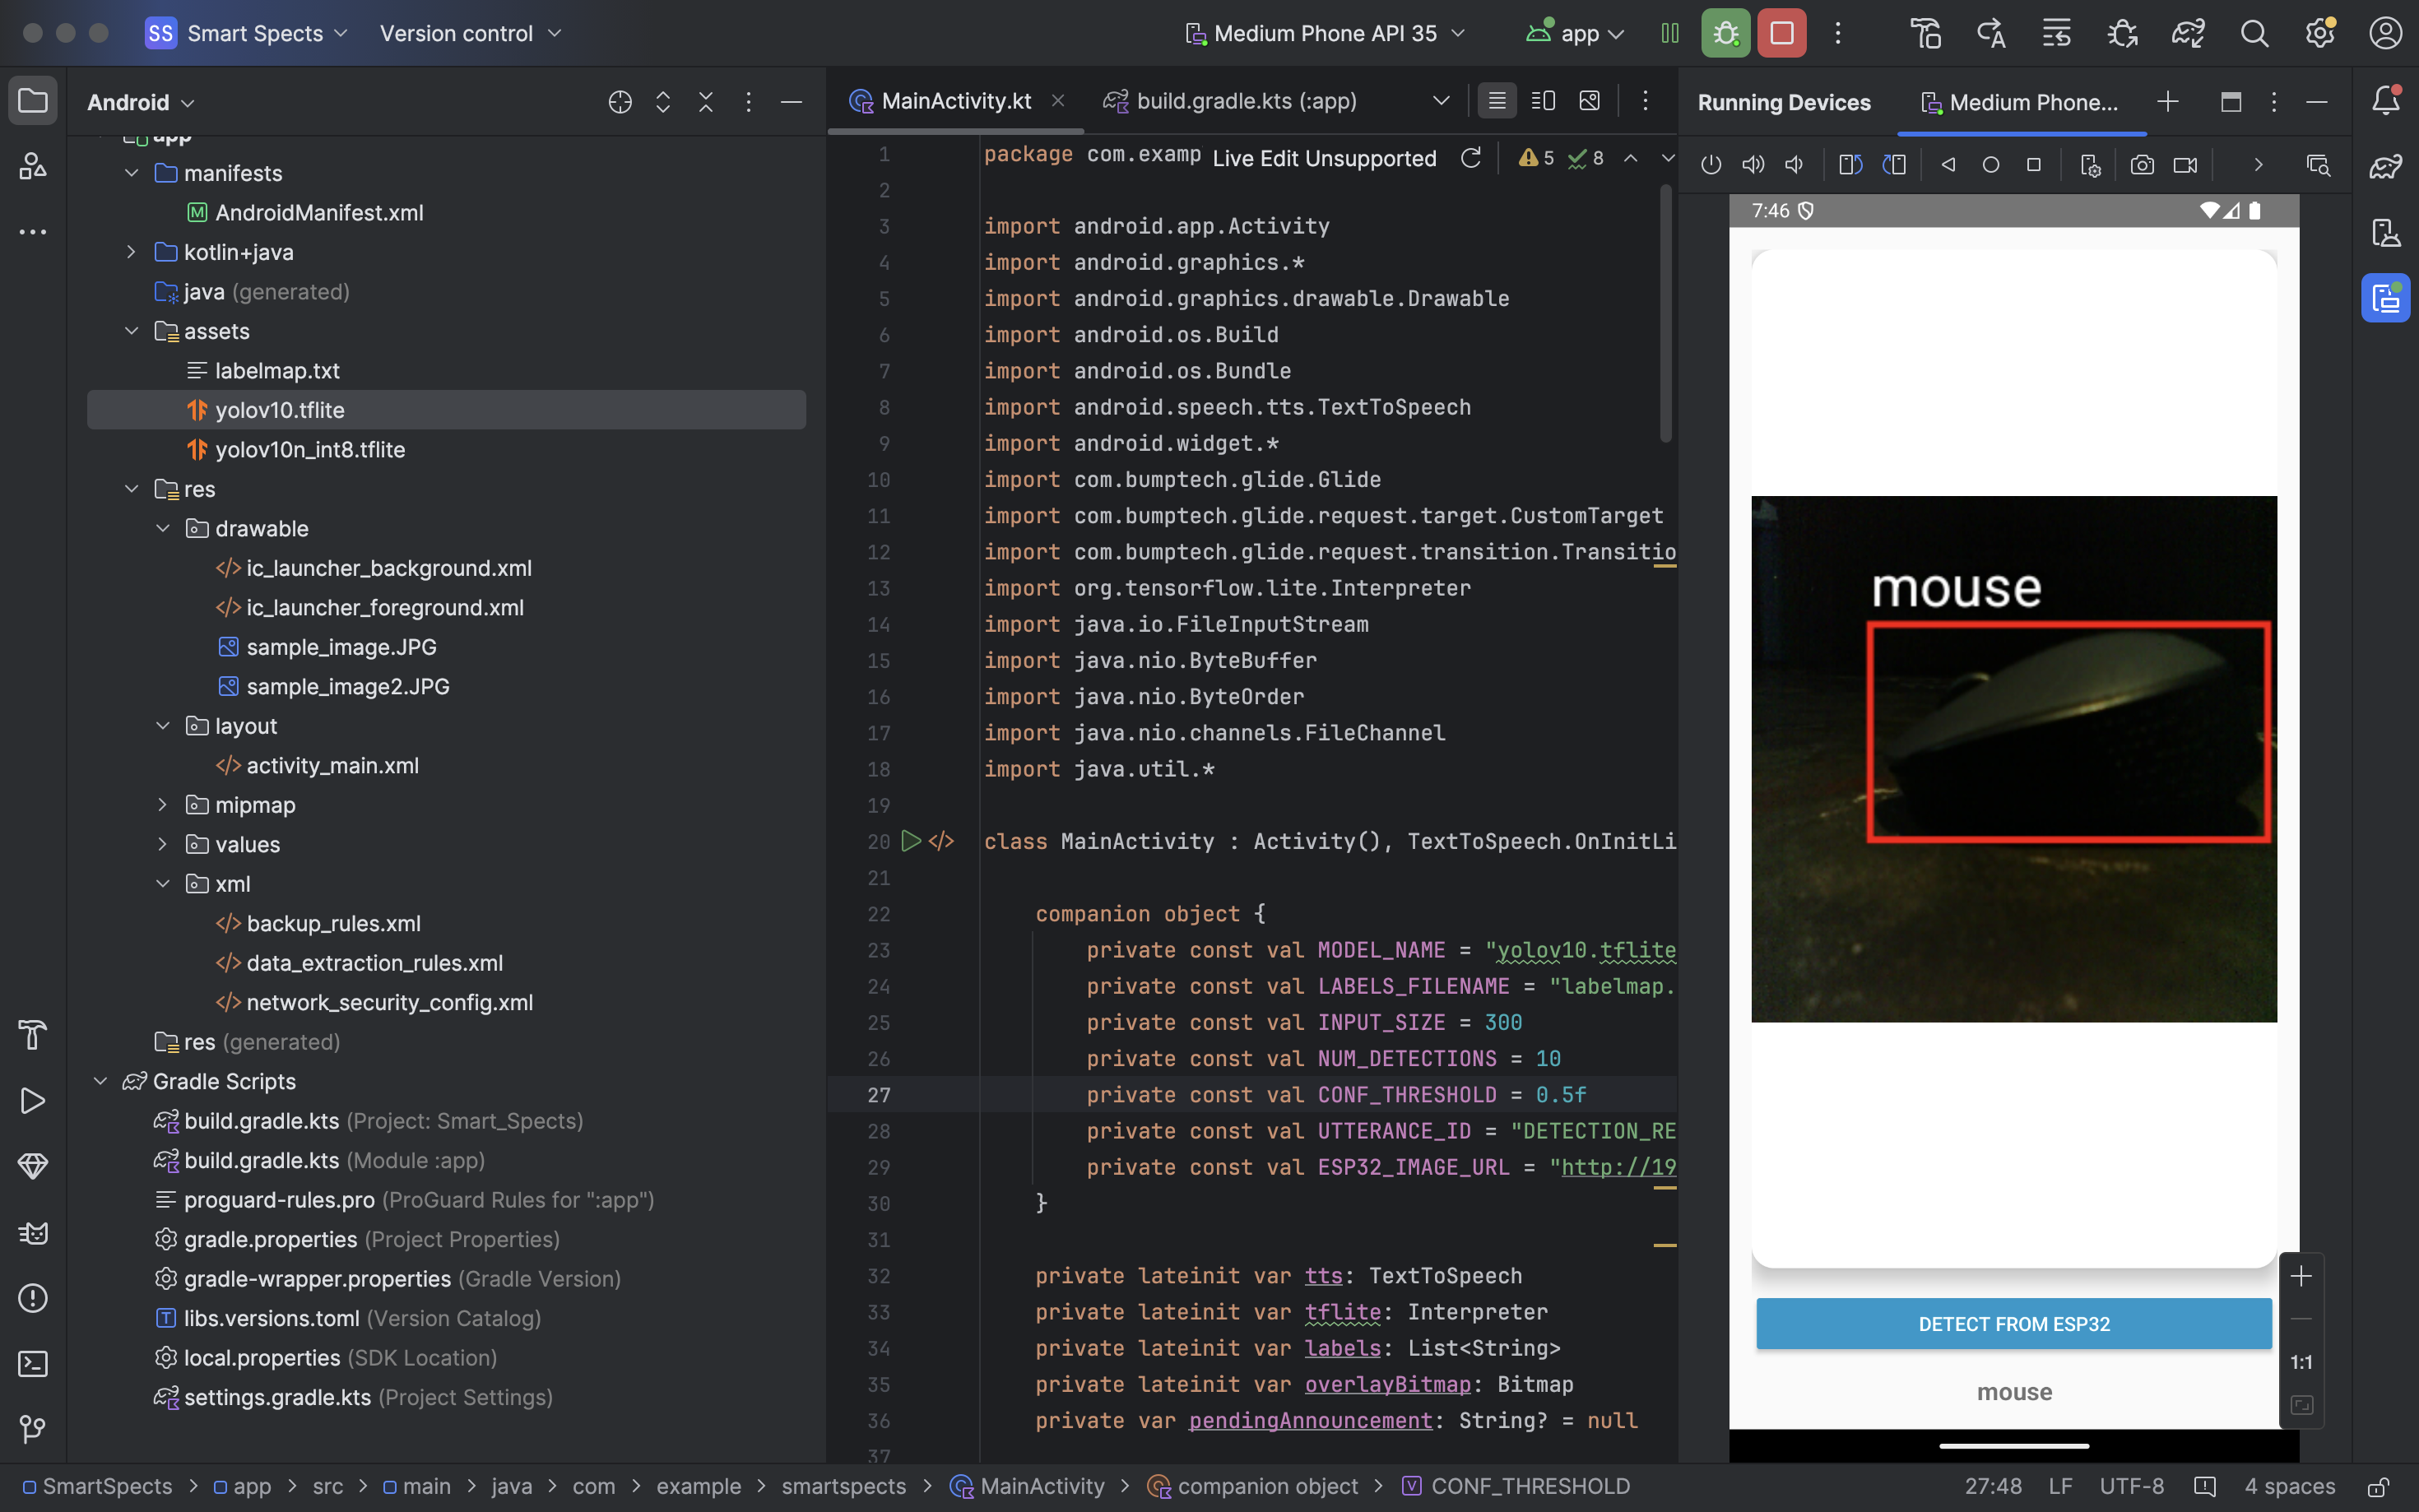 SS Smart Spects Version control Medium Phone API 35 app
Android
app
manifests
AndroidManifest.xml
kotlin+java
java (generated)
assets
labelmap.txt
yolov10.tflite
yolov10n_int8.tflite
res
drawable
ic_launcher_background.xml
ic_launcher_foreground.xml
sample_image.JPG
sample_image2.JPG
layout
activity_main.xml
mipmap
values
xml
backup_rules.xml
data_extraction_rules.xml
network_security_config.xml
res (generated)
Gradle Scripts
build.gradle.kts (Project: Smart_Spects)
build.gradle.kts (Module :app)
proguard-rules.pro (ProGuard Rules for ":app")
gradle.properties (Project Properties)
gradle-wrapper.properties (Gradle Version)
libs.versions.toml (Version Catalog)
local.properties (SDK Location)
settings.gradle.kts (Project Settings)
MainActivity.kt build.gradle.kts (:app)
Live Edit Unsupported 5 8
1 package com.examp
2
3 import android.app.Activity
4 import android.graphics.*
5 import android.graphics.drawable.Drawable
6 import android.os.Build
7 import android.os.Bundle
8 import android.speech.tts.TextToSpeech
9 import android.widget.*
10 import com.bumptech.glide.Glide
11 import com.bumptech.glide.request.target.CustomTarget
12 import com.bumptech.glide.request.transition.Transitio
13 import org.tensorflow.lite.Interpreter
14 import java.io.FileInputStream
15 import java.nio.ByteBuffer
16 import java.nio.ByteOrder
17 import java.nio.channels.FileChannel
18 import java.util.*
19
20 class MainActivity : Activity(), TextToSpeech.OnInitLi
21
22 companion object {
23 private const val MODEL_NAME = "yolov10.tflite
24 private const val LABELS_FILENAME = "labelmap.
25 private const val INPUT_SIZE = 300
26 private const val NUM_DETECTIONS = 10
27 private const val CONF_THRESHOLD = 0.5f
28 private const val UTTERANCE_ID = "DETECTION_RE
29 private const val ESP32_IMAGE_URL = "http://19
30 }
31
32 private lateinit var tts: TextToSpeech
33 private lateinit var tflite: Interpreter
34 private lateinit var labels: List<String>
35 private lateinit var overlayBitmap: Bitmap
36 private var pendingAnnouncement: String? = null
37
Running Devices Medium Phone...
7:46
mouse
DETECT FROM ESP32
mouse
1:1
SmartSpects > app > src > main > java > com > example > smartspects > MainActivity > companion object > CONF_THRESHOLD 27:48 LF UTF-8 4 spaces